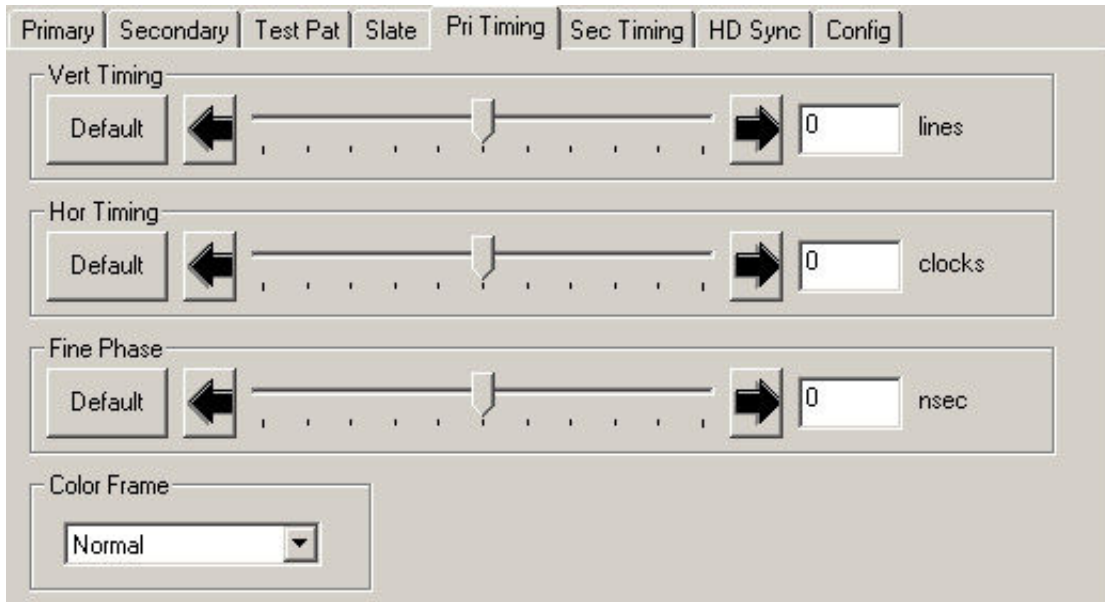 Primary Secondary Test Pat Slate Pri Timing Sec Timing HD Sync Config
Vert Timing
Default 0 lines
Hor Timing
Default 0 clocks
Fine Phase
Default 0 nsec
Color Frame
Normal